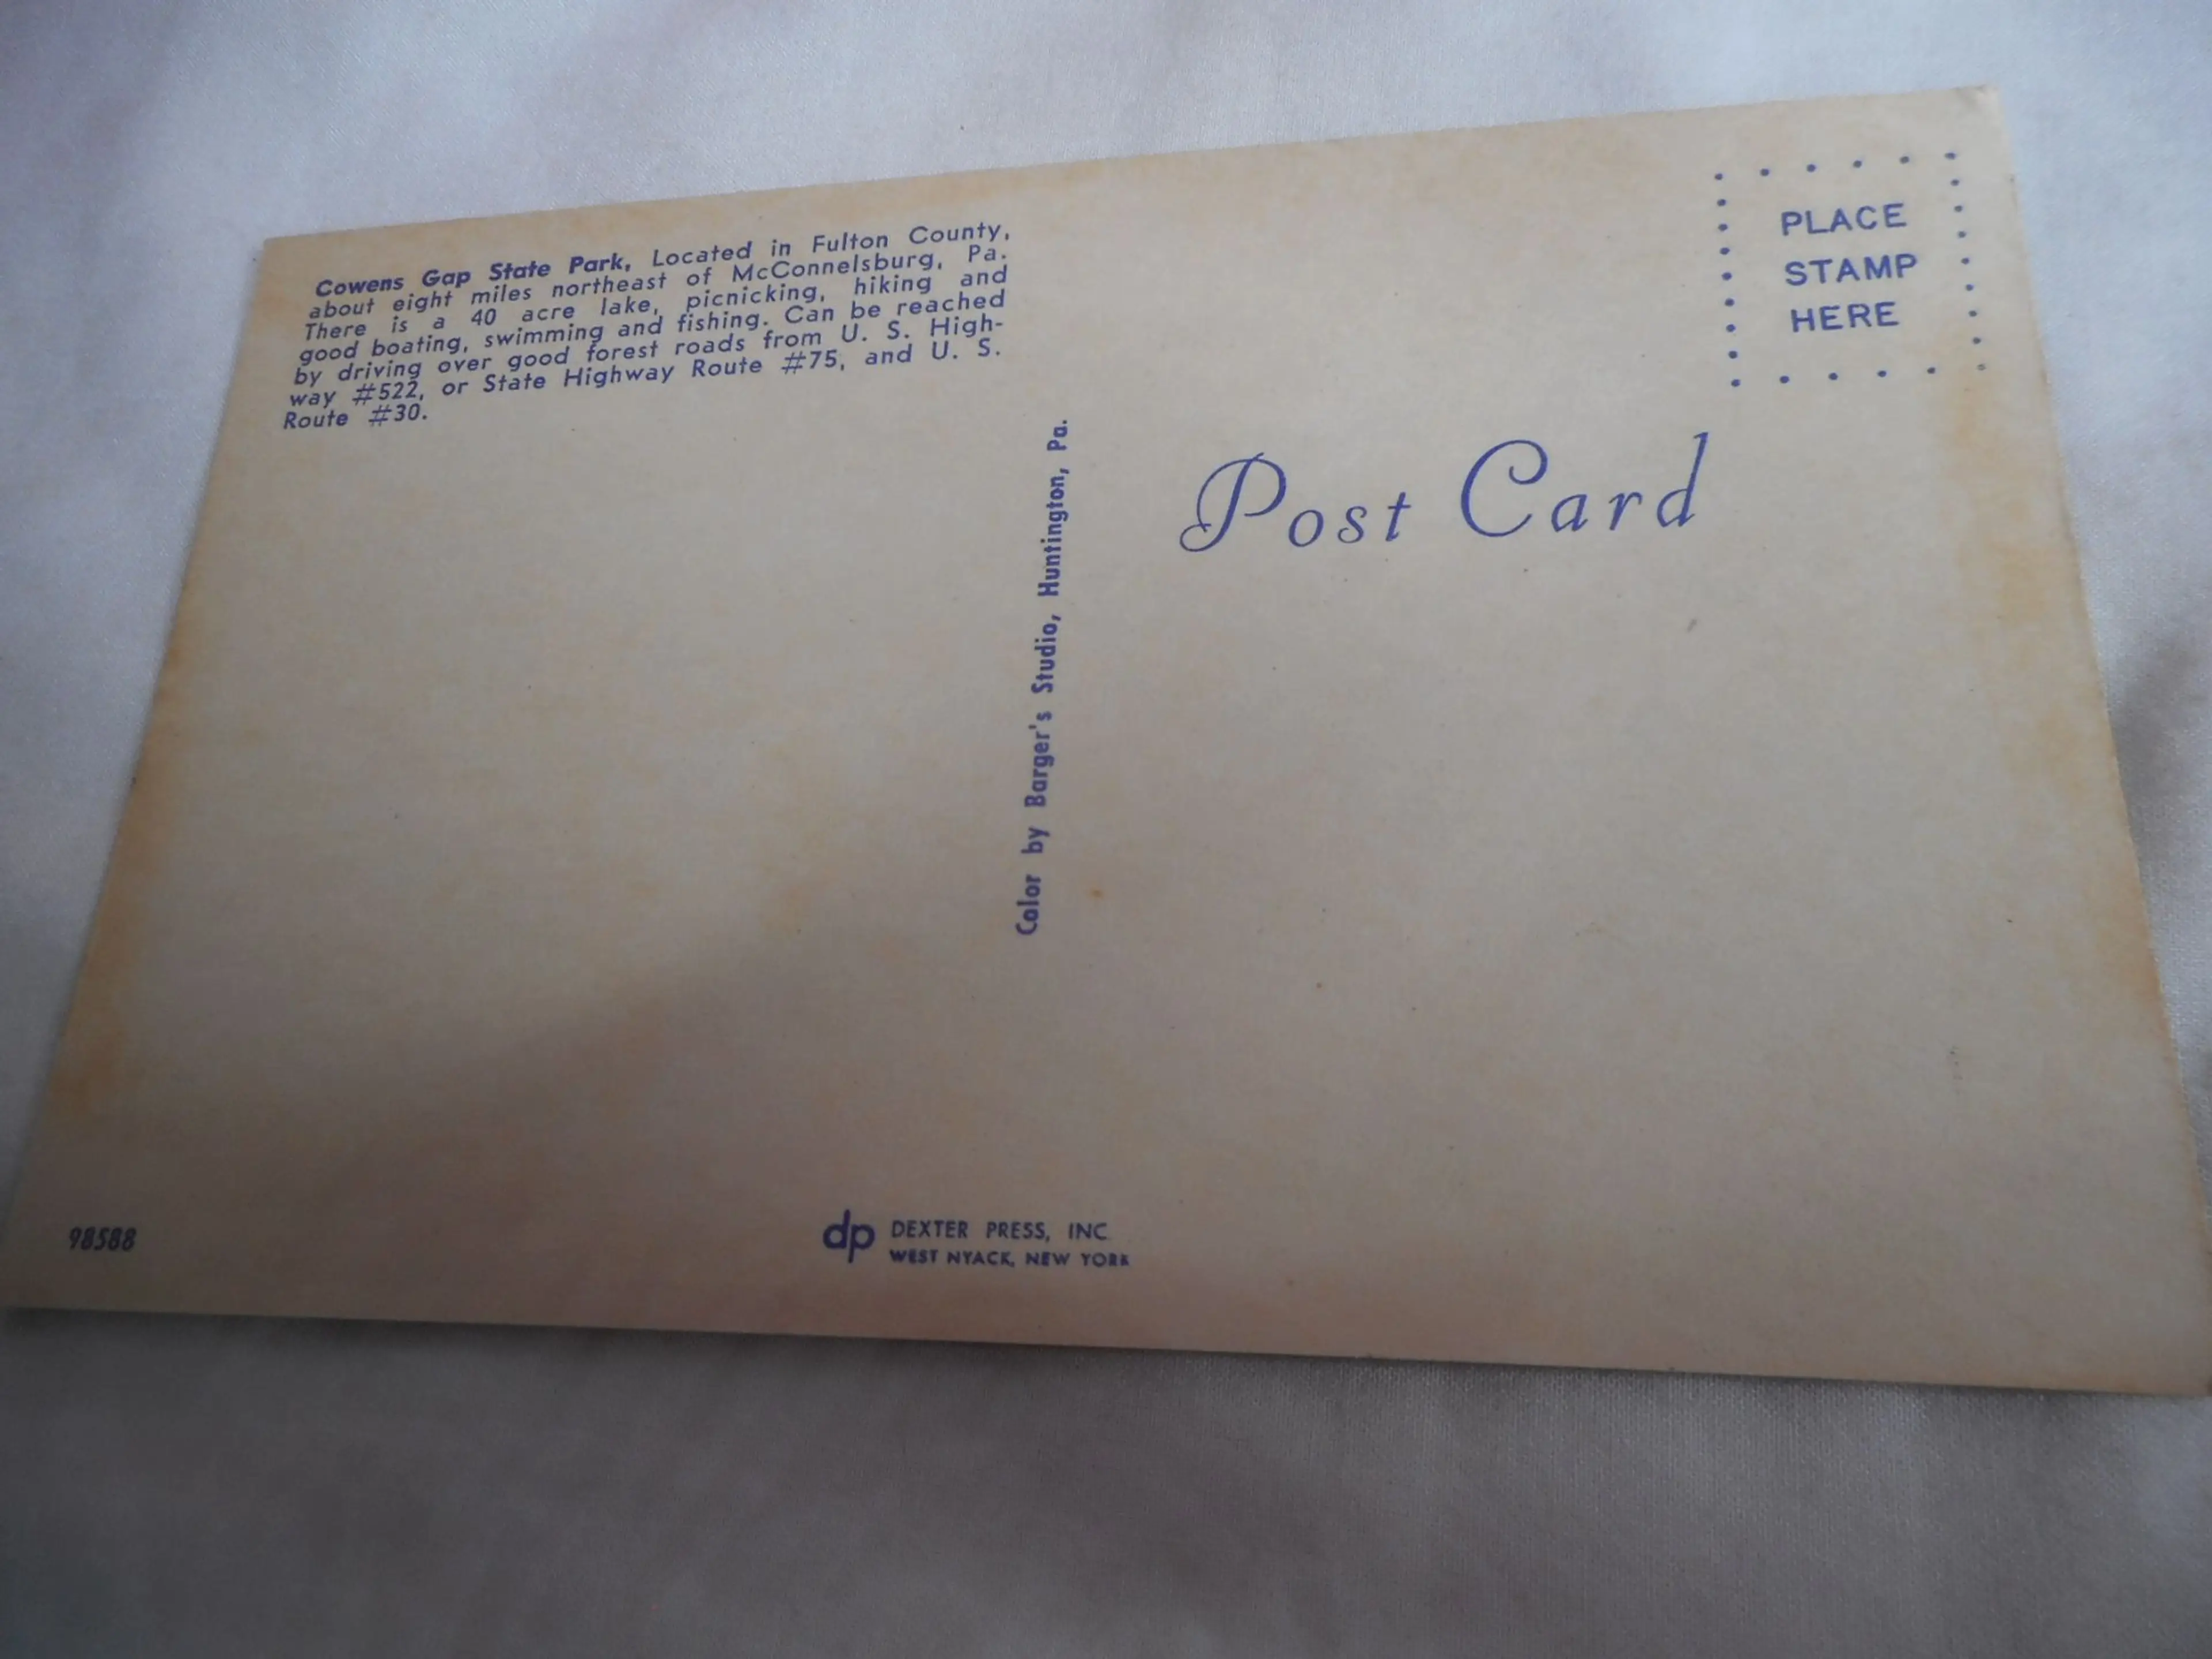 Cowens Gap State Park, Located in Fulton County,
about eight miles northeast of McConnelsburg, Pa.
There is a 40 acre lake, picnicking, hiking and
good boating, swimming and fishing. Can be reached
by driving over good forest roads from U. S. High-
way #522, or State Highway Route #75, and U. S.
Route #30.
PLACE
STAMP
HERE
Post Card
Color by Barger's Studio, Huntington, Pa.
98588
dp DEXTER PRESS, INC
WEST NYACK, NEW YORK